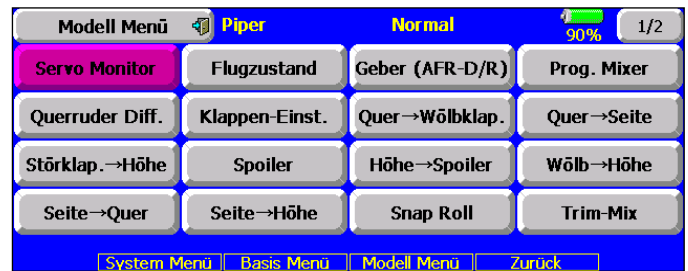 Modell Menü Piper Normal 90% 1/2
Servo Monitor Flugzustand Geber (AFR-D/R) Prog. Mixer
Querruder Diff. Klappen-Einst. Quer→Wölbklap. Quer→Seite
Störklap.→Höhe Spoiler Höhe→Spoiler Wölb→Höhe
Seite→Quer Seite→Höhe Snap Roll Trim-Mix
System Menü Basis Menü Modell Menü Zurück